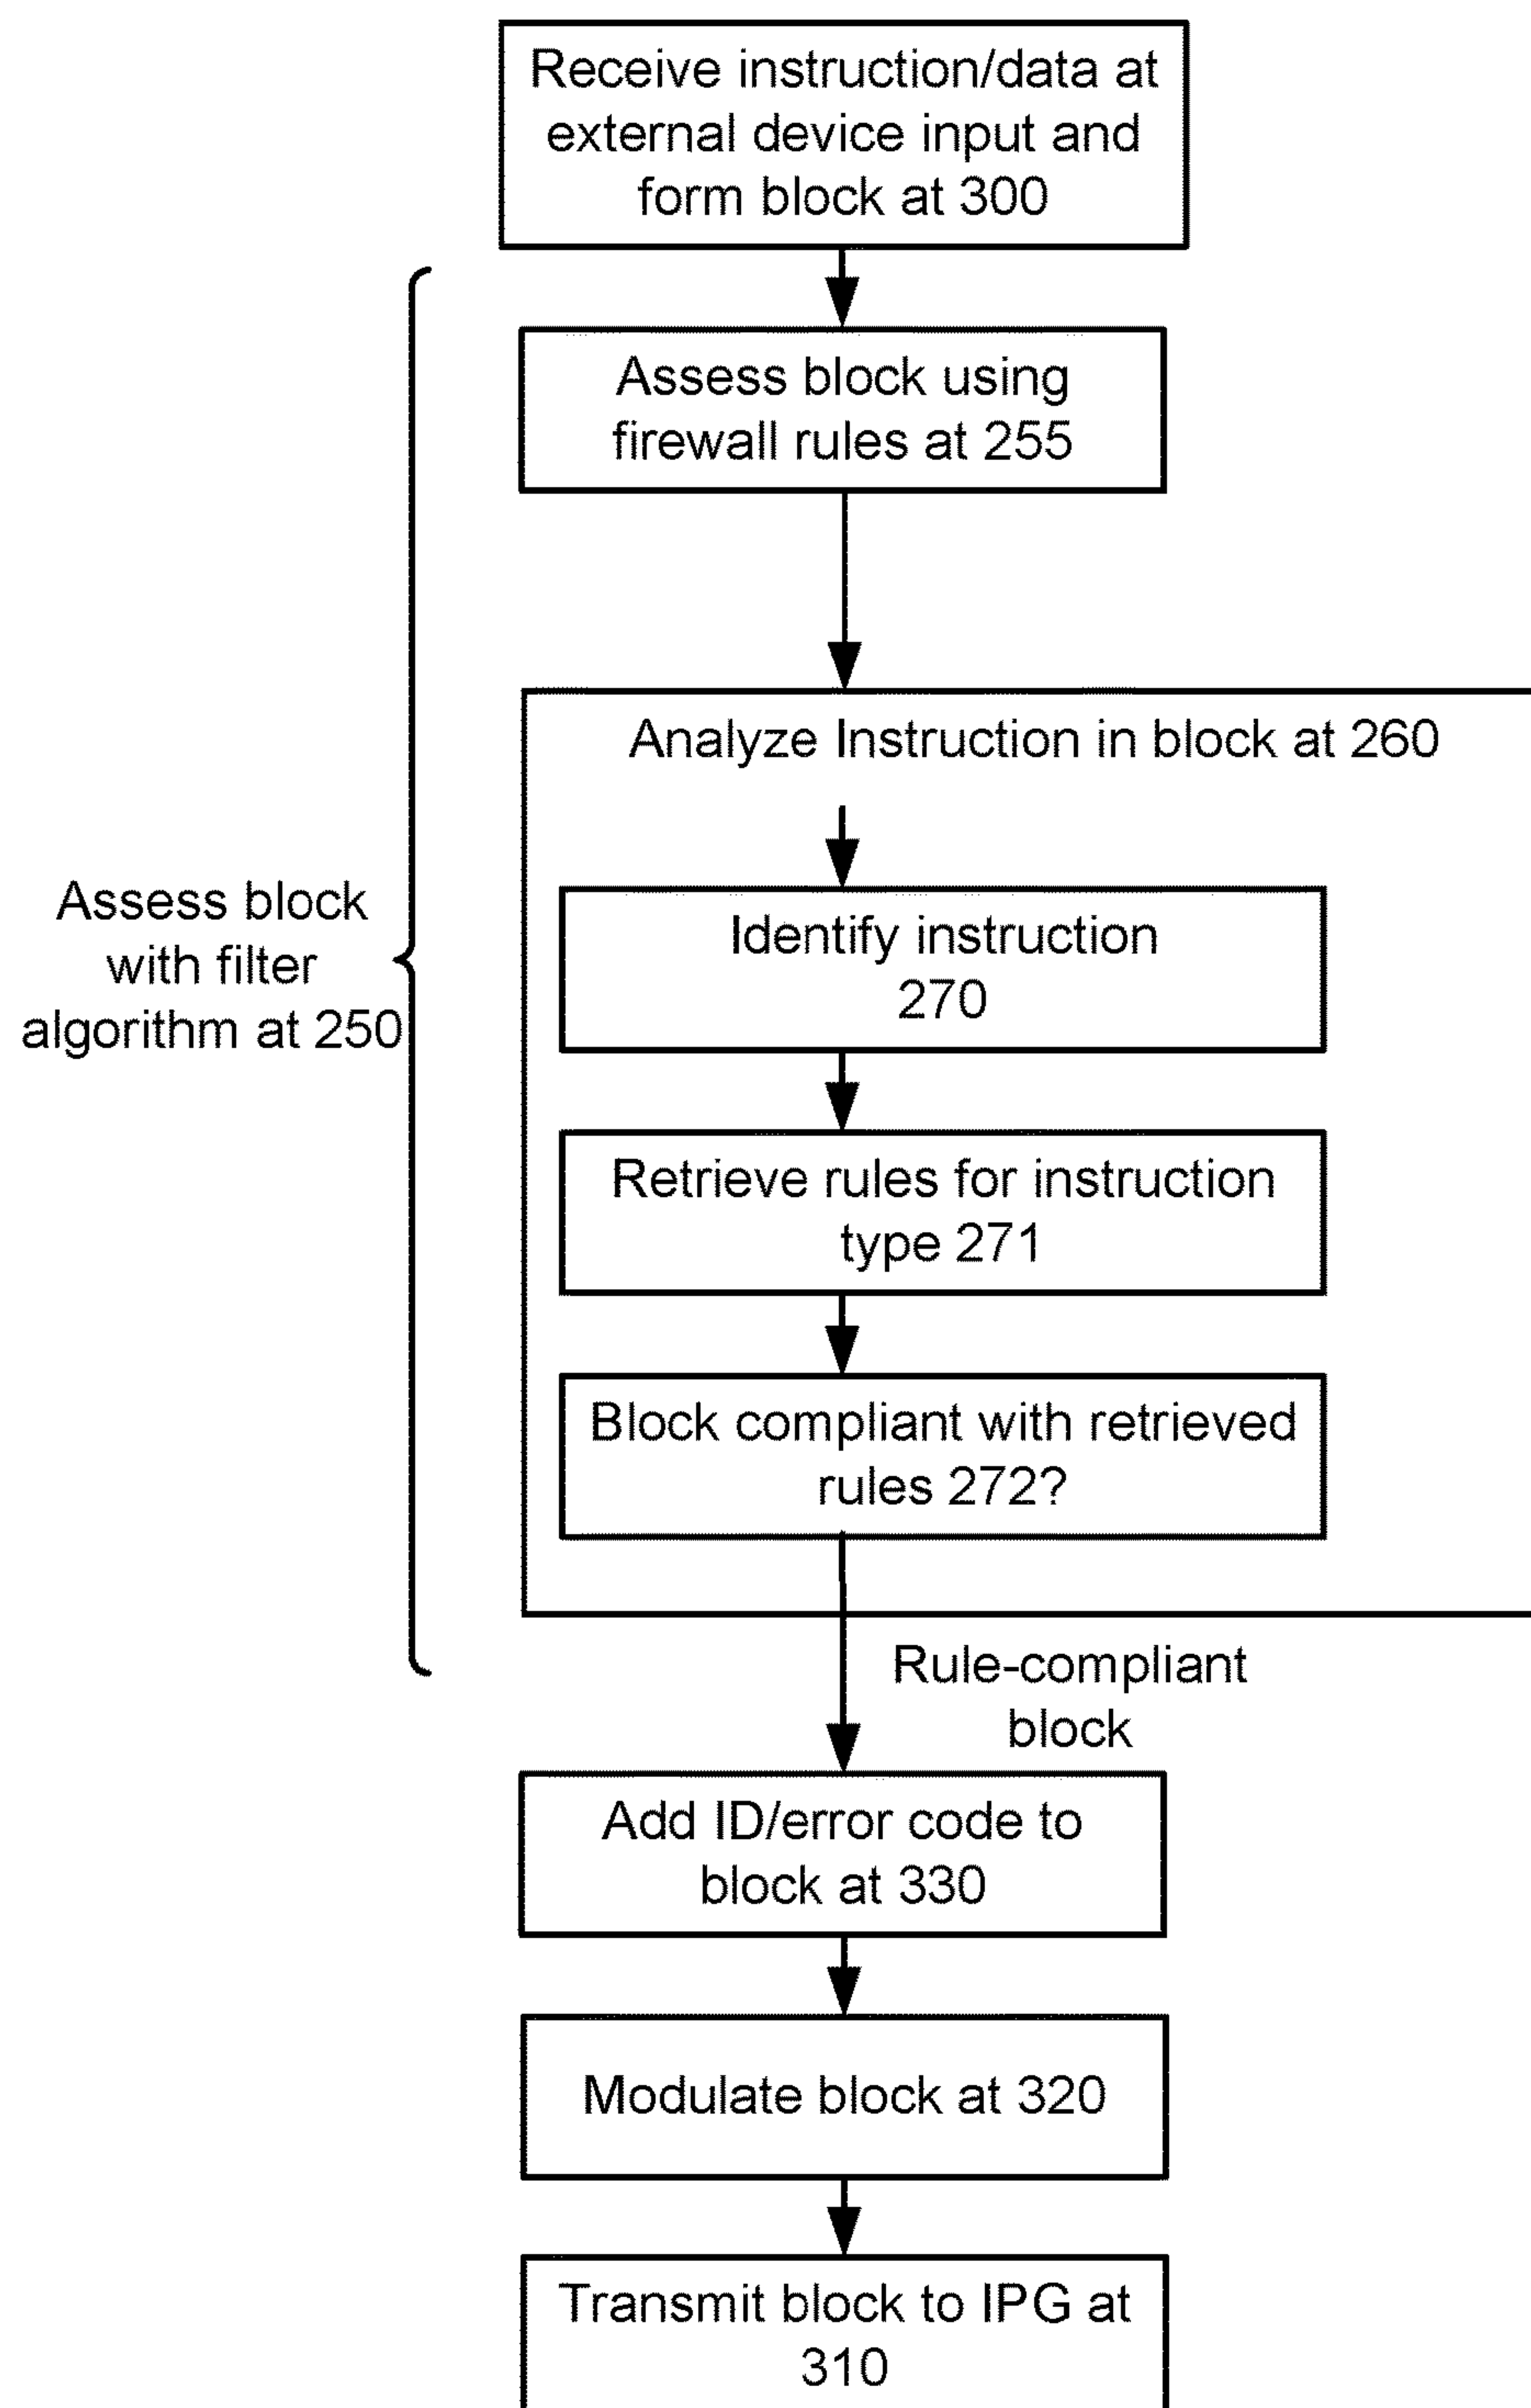 Receive instruction/data at
external device input and
form block at 300
Assess block using
firewall rules at 255
Analyze Instruction in block at 260
Assess block
with filter
algorithm at 250
Identify instruction
270
Retrieve rules for instruction
type 271
Block compliant with retrieved
rules 272?
Rule-compliant
block
Add ID/error code to
block at 330
Modulate block at 320
Transmit block to IPG at
310